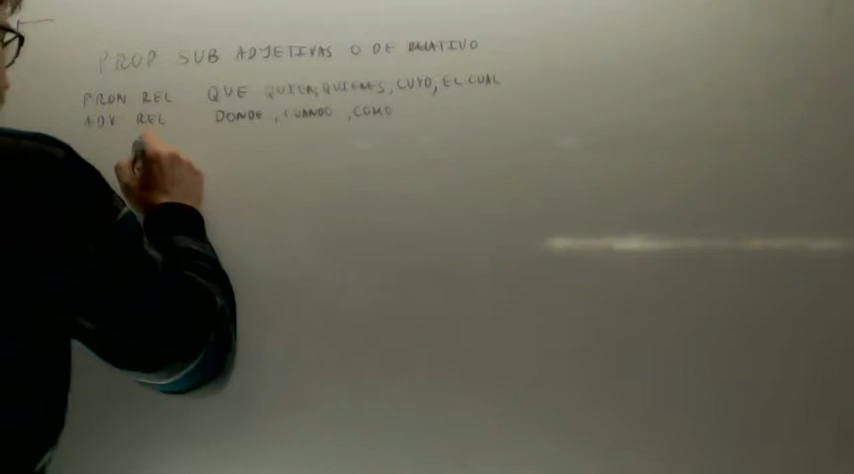 PROP SUB ADJETIVAS O DE RELATIVO
PRON REL QUE QUIEN, QUIENES, CUYO, EL CUAL
ADV. REL DONDE, CUANDO, COMO